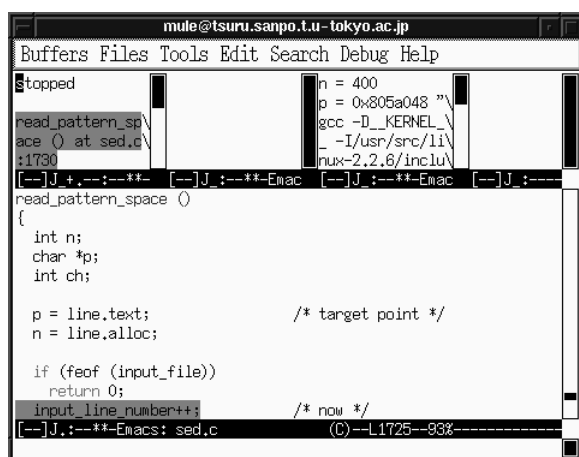 mule@tsuru.sanpo.t.u-tokyo.ac.jp
Buffers Files Tools Edit Search Debug Help
stopped
read_pattern_sp\
ace () at sed.c\
:1730
n = 400
p = 0x805a048 "\
gcc -D__KERNEL_\
_ -I/usr/src/li\
nux-2.2.6/inclu\
[--]J_+.--:--**- [--]J_:--**-Emac [--]J_:--**-Emac [--]J_:----
read_pattern_space ()
{
int n;
char *p;
int ch;
p = line.text; /* target point */
n = line.alloc;
if (feof (input_file))
return 0;
input_line_number++; /* now */
[--]J.:--**-Emacs: sed.c (C)--L1725--93%-------------